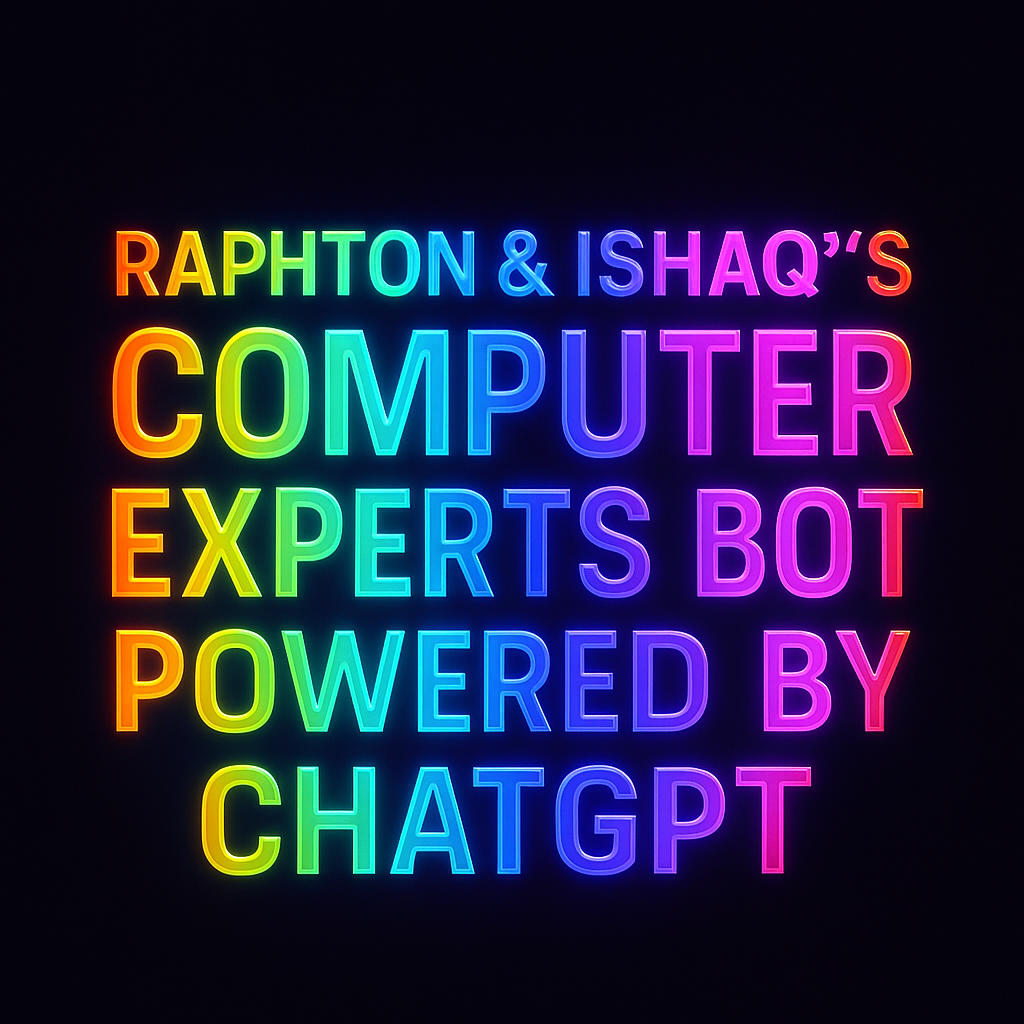 RAPHTON & ISHAQ’‘S
COMPUTER
EXPERTS BOT
POWERED BY
CHATGPT